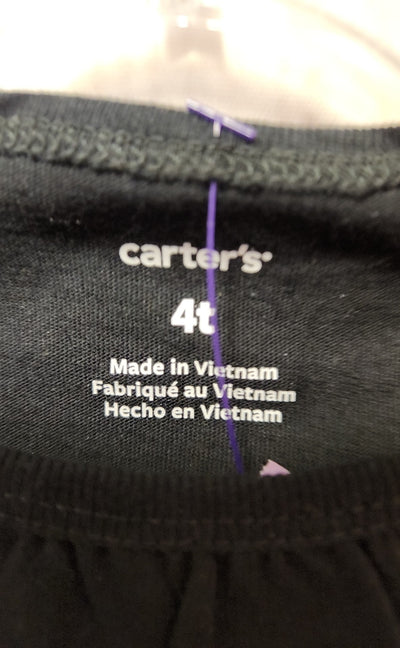 carter's
4t
Made in Vietnam
Fabriqué au Vietnam
Hecho en Vietnam